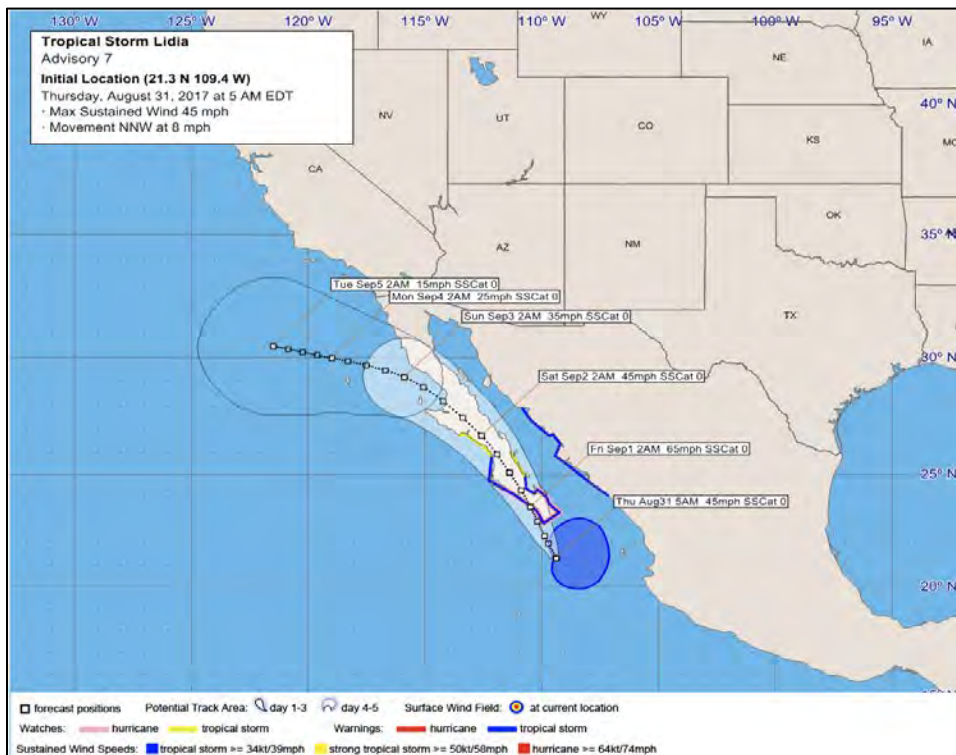 130° W 125° W 120° W 115° W 110° W 105° W 100° W 95° W
Tropical Storm Lidia
Advisory 7
Initial Location (21.3 N 109.4 W)
Thursday, August 31, 2017 at 5 AM EDT
· Max Sustained Wind 45 mph
· Movement NNW at 8 mph
WY
IA
NE
40° N
NV
UT
CO
KS
CA
OK
35° N
AZ
NM
TX
Tue Sep5 2AM 15mph SSCat 0
Mon Sep4 2AM 25mph SSCat 0
Sun Sep3 2AM 35mph SSCat 0
30° N
Sat Sep2 2AM 45mph SSCat 0
Fri Sep1 2AM 65mph SSCat 0
25° N
Thu Aug31 5AM 45mph SSCat 0
20° N
forecast positions Potential Track Area: day 1-3 day 4-5 Surface Wind Field: at current location
Watches: hurricane tropical storm Warnings: hurricane tropical storm
Sustained Wind Speeds: tropical storm >= 34kt/39mph strong tropical storm >= 50kt/58mph hurricane >= 64kt/74mph